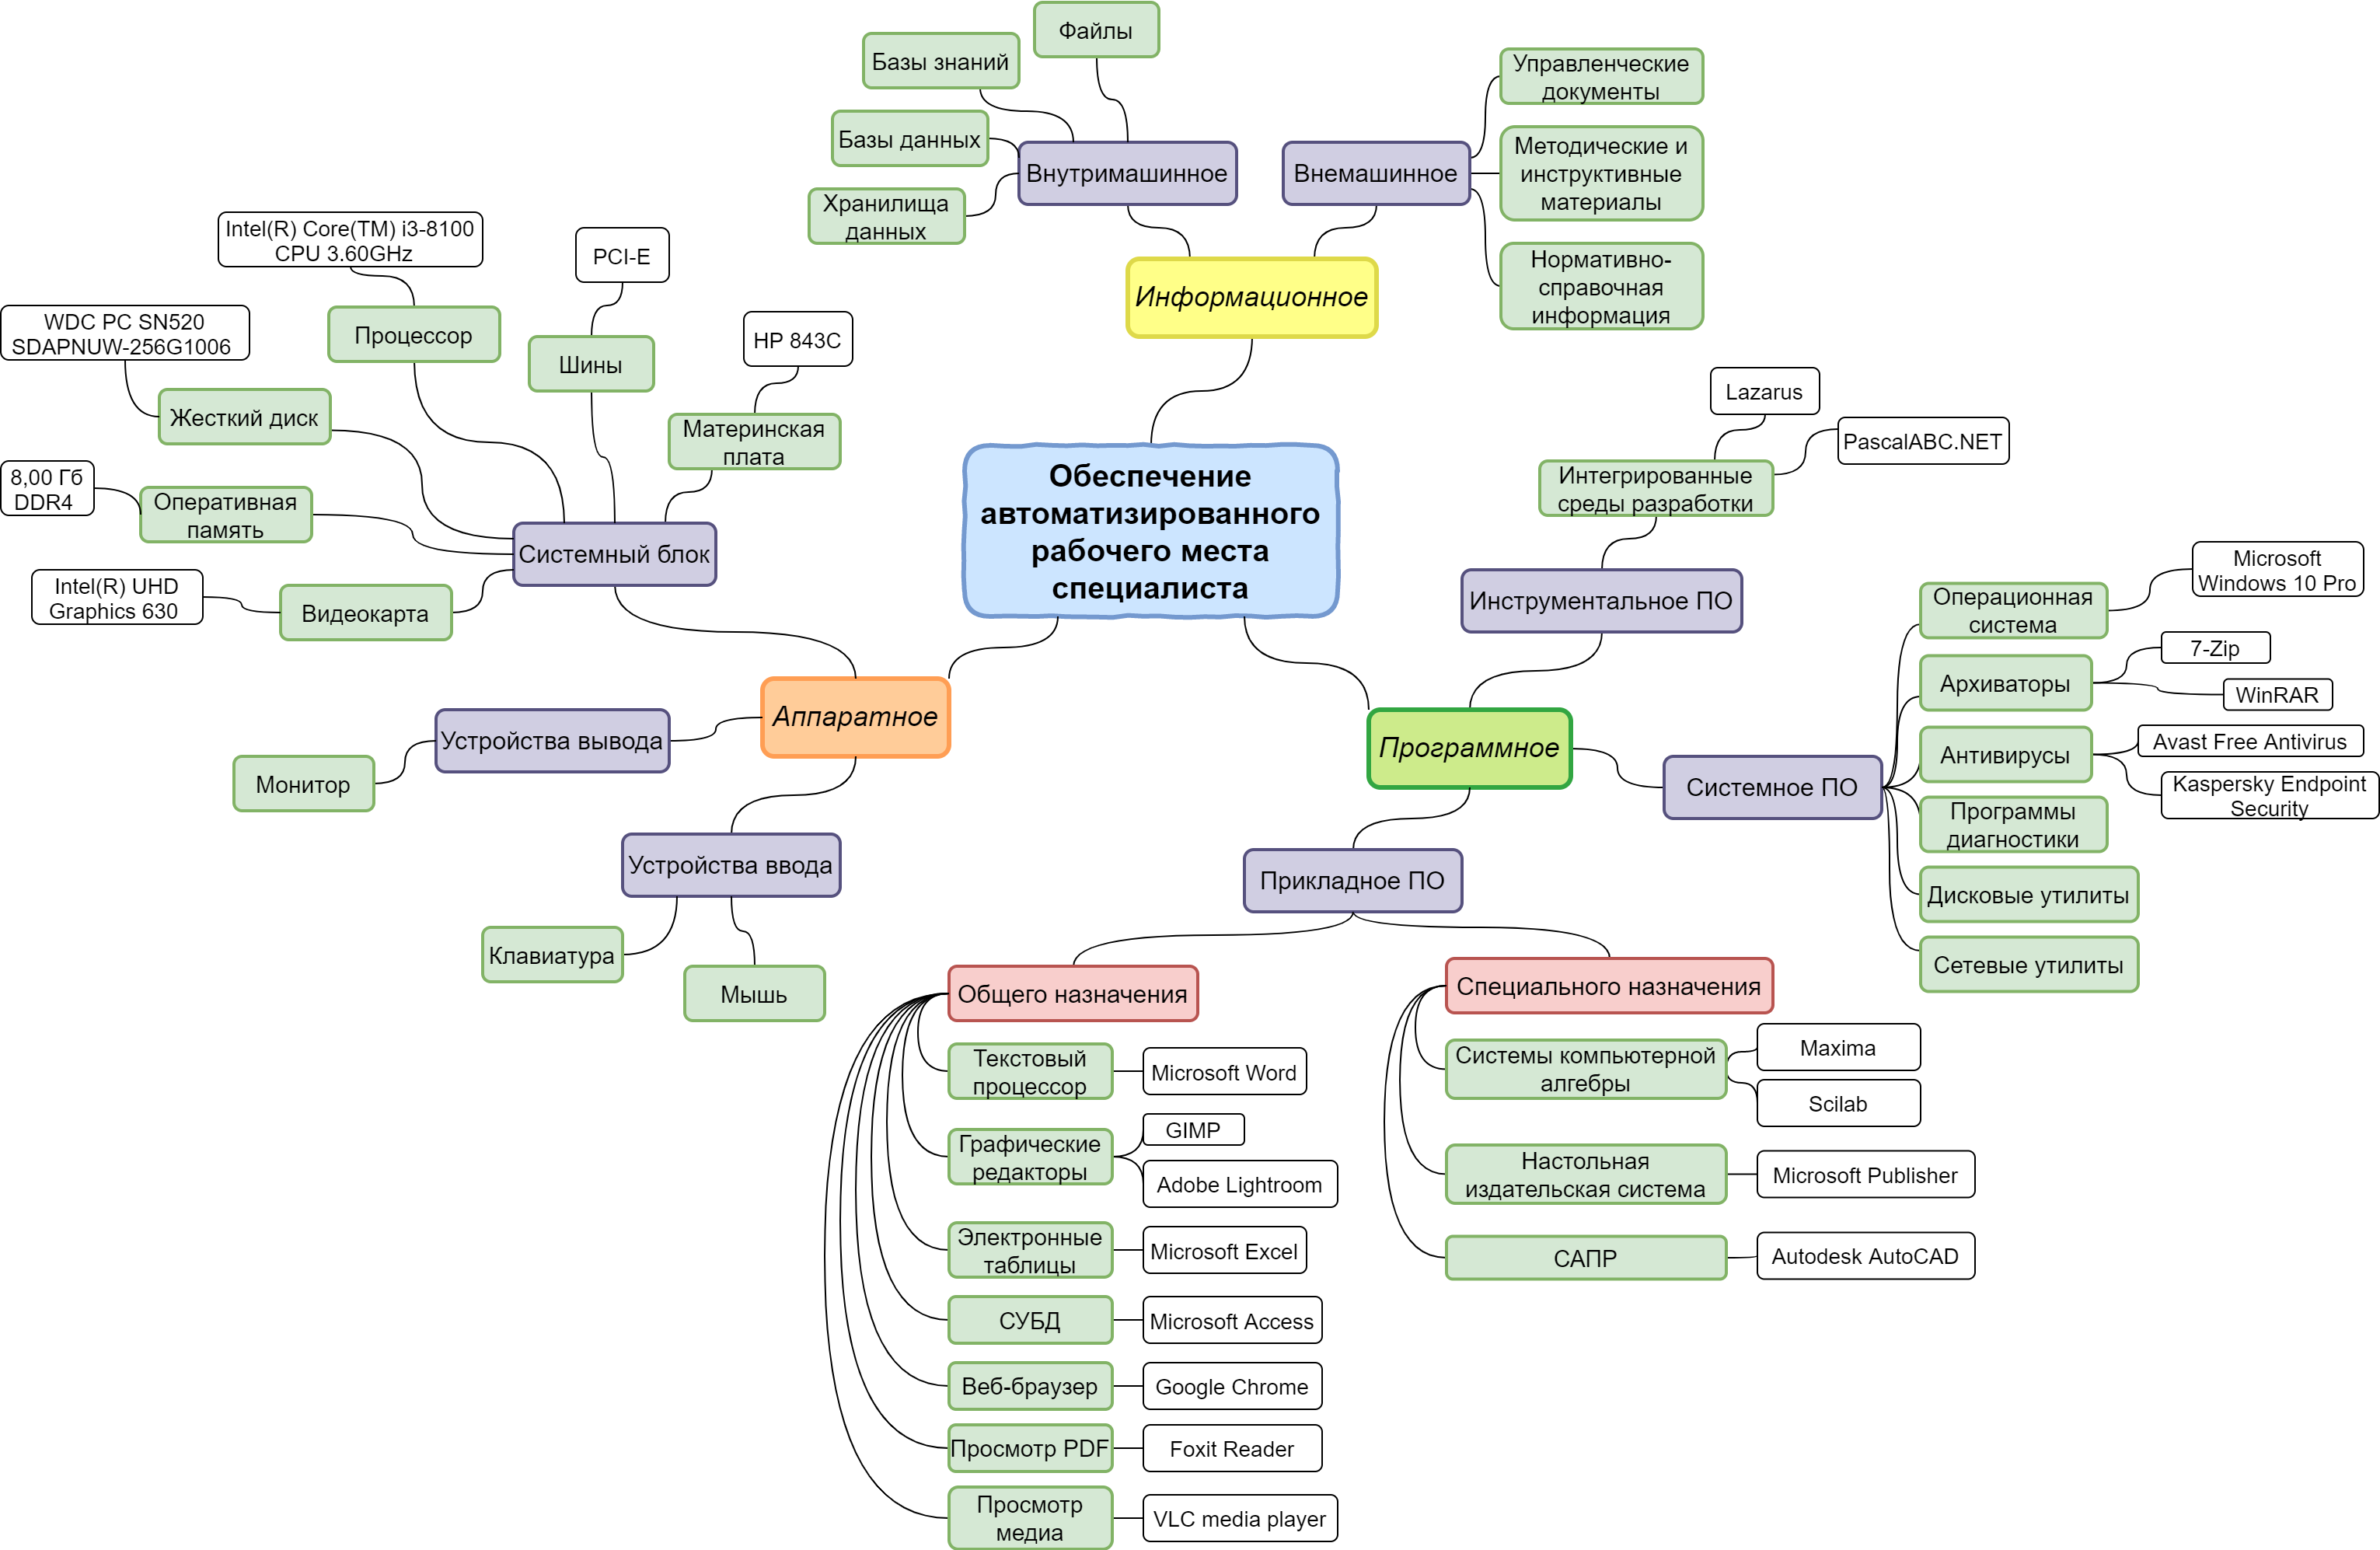 Обеспечение
автоматизированного
рабочего места
специалиста
Информационное
Внутримашинное
Файлы
Базы знаний
Базы данных
Хранилища
данных
Внемашинное
Управленческие
документы
Методические и
инструктивные
материалы
Нормативно-
справочная
информация
Аппаратное
Системный блок
Материнская
плата
HP 843C
Шины
PCI-E
Процессор
Intel(R) Core(TM) i3-8100
CPU 3.60GHz
Жесткий диск
WDC PC SN520
SDAPNUW-256G1006
Оперативная
память
8,00 Гб
DDR4
Видеокарта
Intel(R) UHD
Graphics 630
Устройства вывода
Монитор
Устройства ввода
Клавиатура
Мышь
Программное
Инструментальное ПО
Интегрированные
среды разработки
Lazarus
PascalABC.NET
Системное ПО
Операционная
система
Microsoft
Windows 10 Pro
Архиваторы
7-Zip
WinRAR
Антивирусы
Avast Free Antivirus
Kaspersky Endpoint
Security
Программы
диагностики
Дисковые утилиты
Сетевые утилиты
Прикладное ПО
Общего назначения
Текстовый
процессор
Microsoft Word
Графические
редакторы
GIMP
Adobe Lightroom
Электронные
таблицы
Microsoft Excel
СУБД
Microsoft Access
Веб-браузер
Google Chrome
Просмотр PDF
Foxit Reader
Просмотр
медиа
VLC media player
Специального назначения
Системы компьютерной
алгебры
Maxima
Scilab
Настольная
издательская система
Microsoft Publisher
САПР
Autodesk AutoCAD